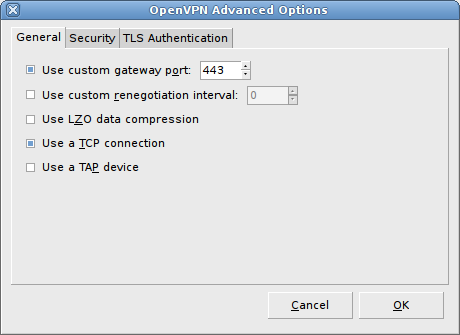 OpenVPN Advanced Options
General Security TLS Authentication
Use custom gateway port: 443
Use custom renegotiation interval: 0
Use LZO data compression
Use a TCP connection
Use a TAP device
Cancel OK